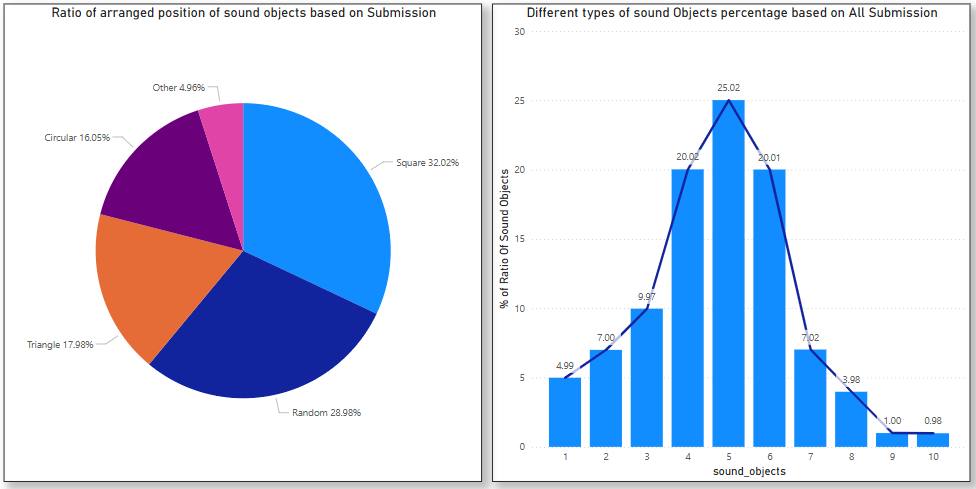 Ratio of arranged position of sound objects based on Submission
Other 4.96%
Circular 16.05%
Square 32.02%
Triangle 17.98%
Random 28.98%
Different types of sound Objects percentage based on All Submission
% of Ratio Of Sound Objects
30
25
20
15
10
5
0
4.99
7.00
9.97
20.02
25.02
20.01
7.02
3.98
1.00
0.98
1 2 3 4 5 6 7 8 9 10
sound_objects